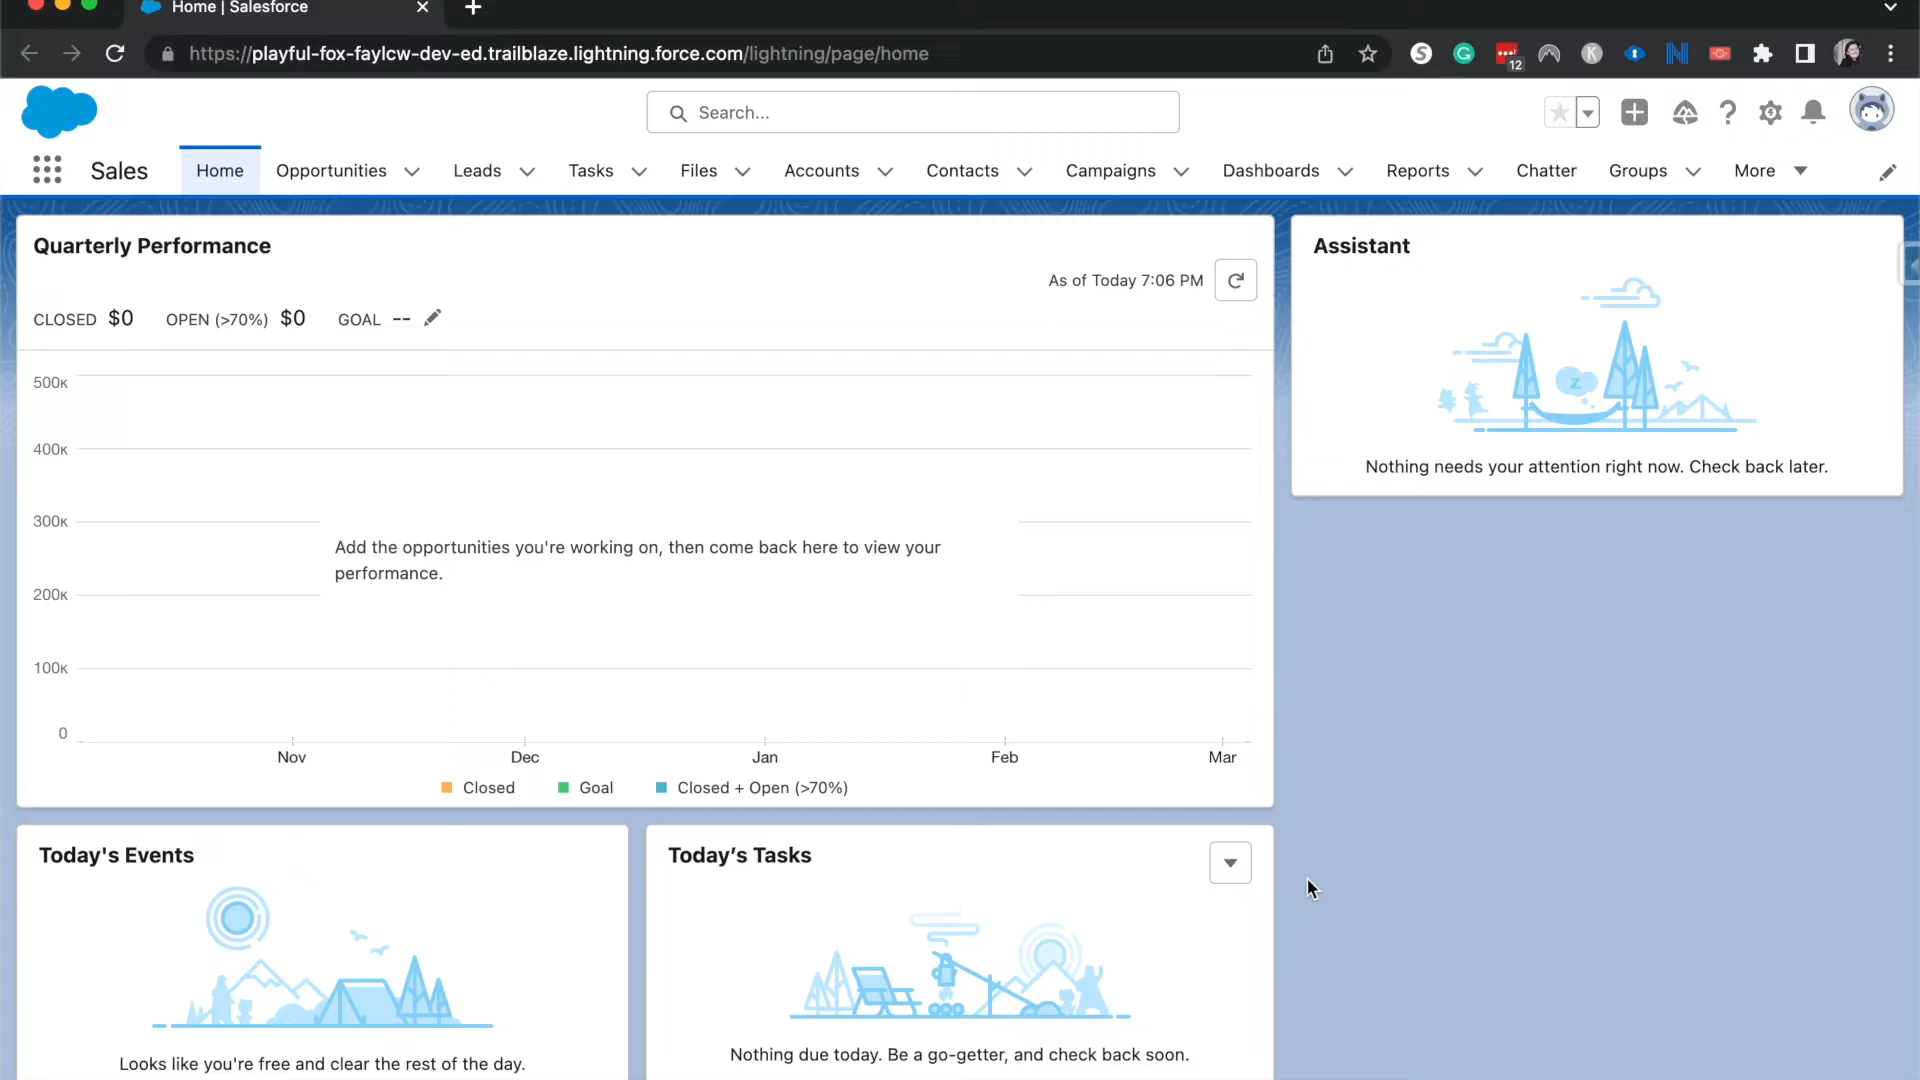 Home | Salesforce
https://playful-fox-faylcw-dev-ed.trailblaze.lightning.force.com/lightning/page/home
12
Search...
Sales
Home
Opportunities
Leads
Tasks
Files
Accounts
Contacts
Campaigns
Dashboards
Reports
Chatter
Groups
More
Quarterly Performance
As of Today 7:06 PM
CLOSED $0 OPEN (>70%) $0 GOAL --
500K
400K
300K
200K
100K
0
Add the opportunities you're working on, then come back here to view your
performance.
Nov Dec Jan Feb Mar
Closed Goal Closed + Open (>70%)
Assistant
z
Nothing needs your attention right now. Check back later.
Today's Events
Looks like you're free and clear the rest of the day.
Today’s Tasks
Nothing due today. Be a go-getter, and check back soon.